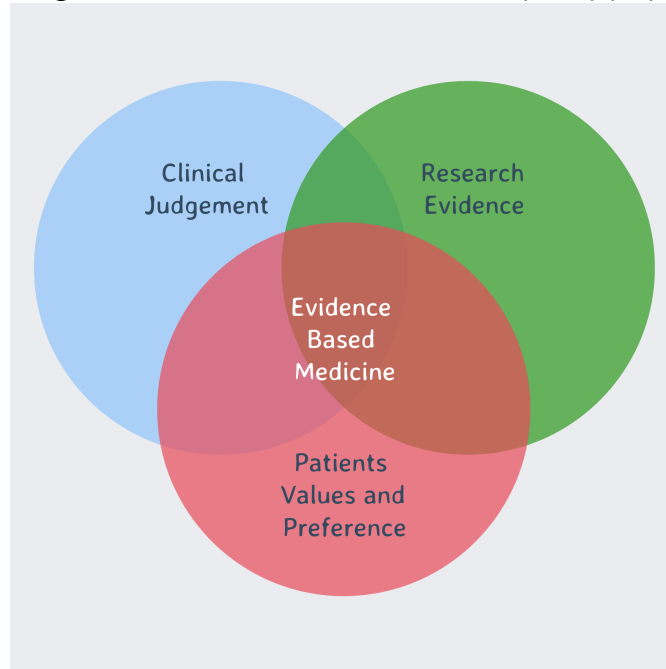 Clinical
Judgement
Research
Evidence
Evidence
Based
Medicine
Patients
Values and
Preference